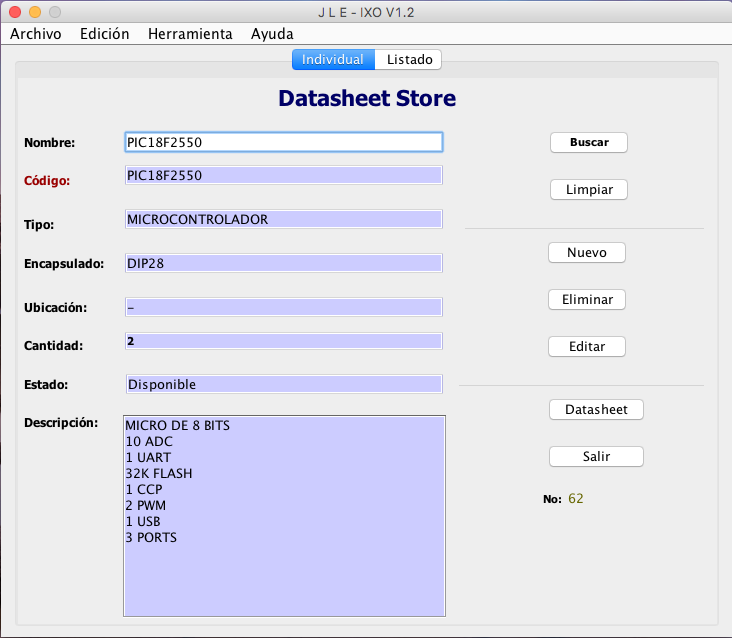 J L E - IXO V1.2
Archivo Edición Herramienta Ayuda
Individual Listado
Datasheet Store
Nombre: PIC18F2550 Buscar
Código: PIC18F2550 Limpiar
Tipo: MICROCONTROLADOR
Nuevo
Encapsulado: DIP28
Eliminar
Ubicación: –
Cantidad: 2 Editar
Estado: Disponible
Datasheet
Descripción: MICRO DE 8 BITS
10 ADC
1 UART
Salir
32K FLASH
1 CCP
No: 62
2 PWM
1 USB
3 PORTS